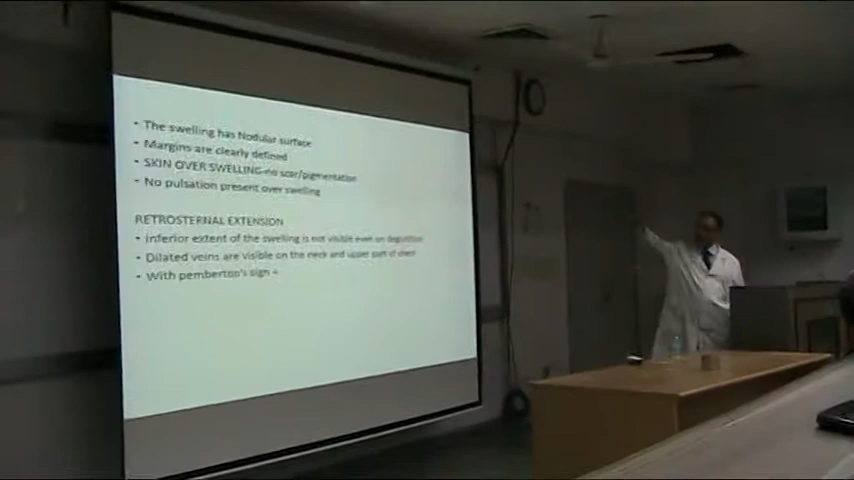 • The swelling has Nodular surface
• Margins are clearly defined
• SKIN OVER SWELLING-no scar/pigmentation
• No pulsation present over swelling
RETROSTERNAL EXTENSION
• Inferior extent of the swelling is not visible even on deglutition
• Dilated veins are visible on the neck and upper part of chest
• With pemberton's sign +